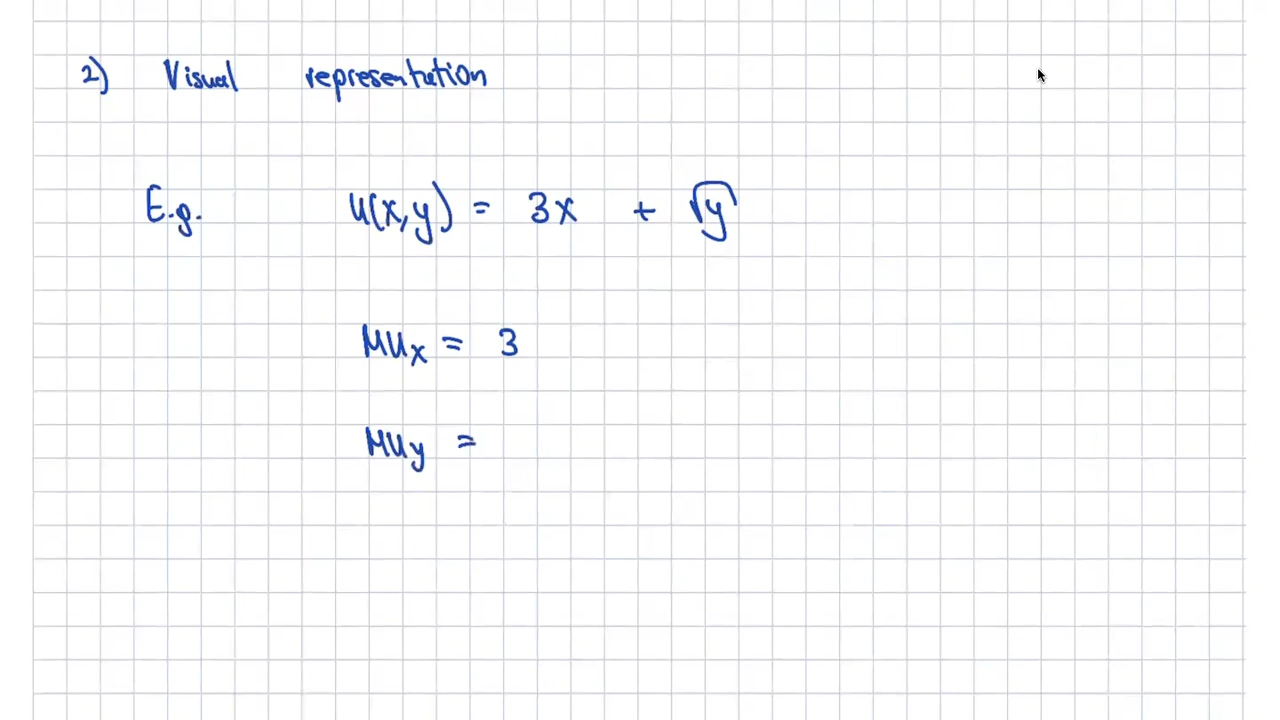 2) Visual representation
E.g. U(x,y) = 3x + √y
MUx = 3
MUy =